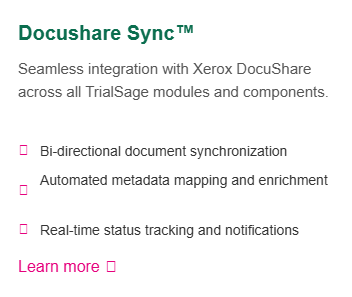 Docushare Sync™
Seamless integration with Xerox DocuShare
across all TrialSage modules and components.
Bi-directional document synchronization
Automated metadata mapping and enrichment
Real-time status tracking and notifications
Learn more